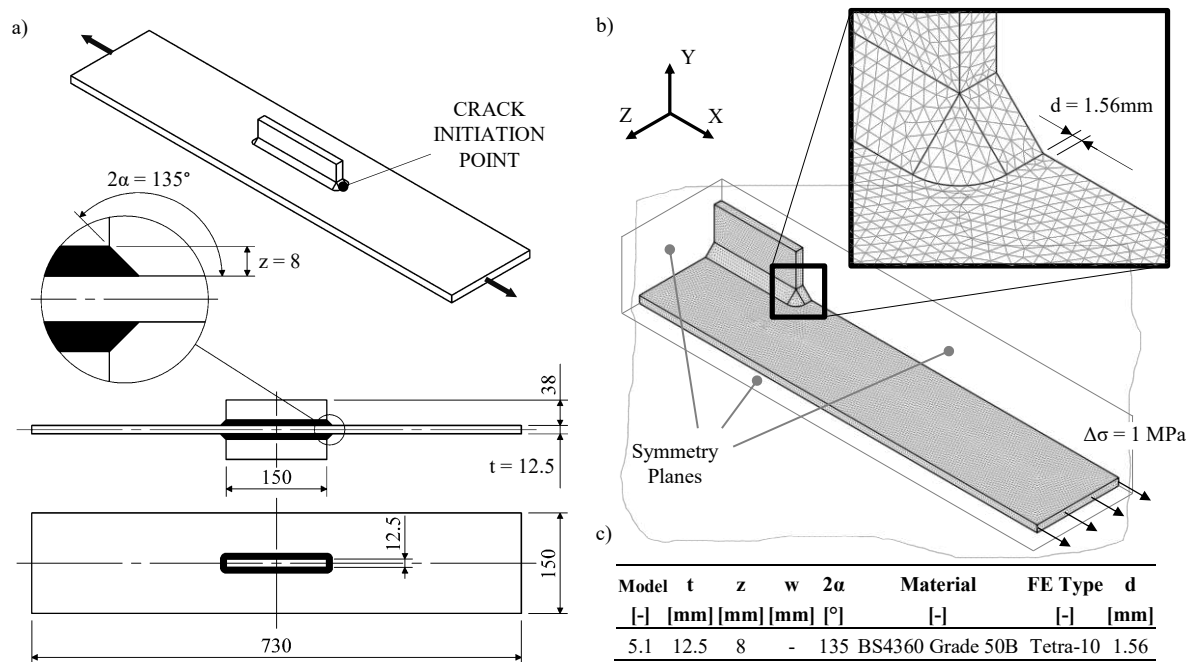 a)
CRACK
INITIATION
POINT
2α = 135°
z = 8
38
t = 12.5
150
12.5
150
730
b)
Y
Z
X
d = 1.56mm
Symmetry
Planes
Δσ = 1 MPa
c)
Model t z w 2α Material FE Type d
[-] [mm] [mm] [mm] [°] [-] [-] [mm]
5.1 12.5 8 - 135 BS4360 Grade 50B Tetra-10 1.56